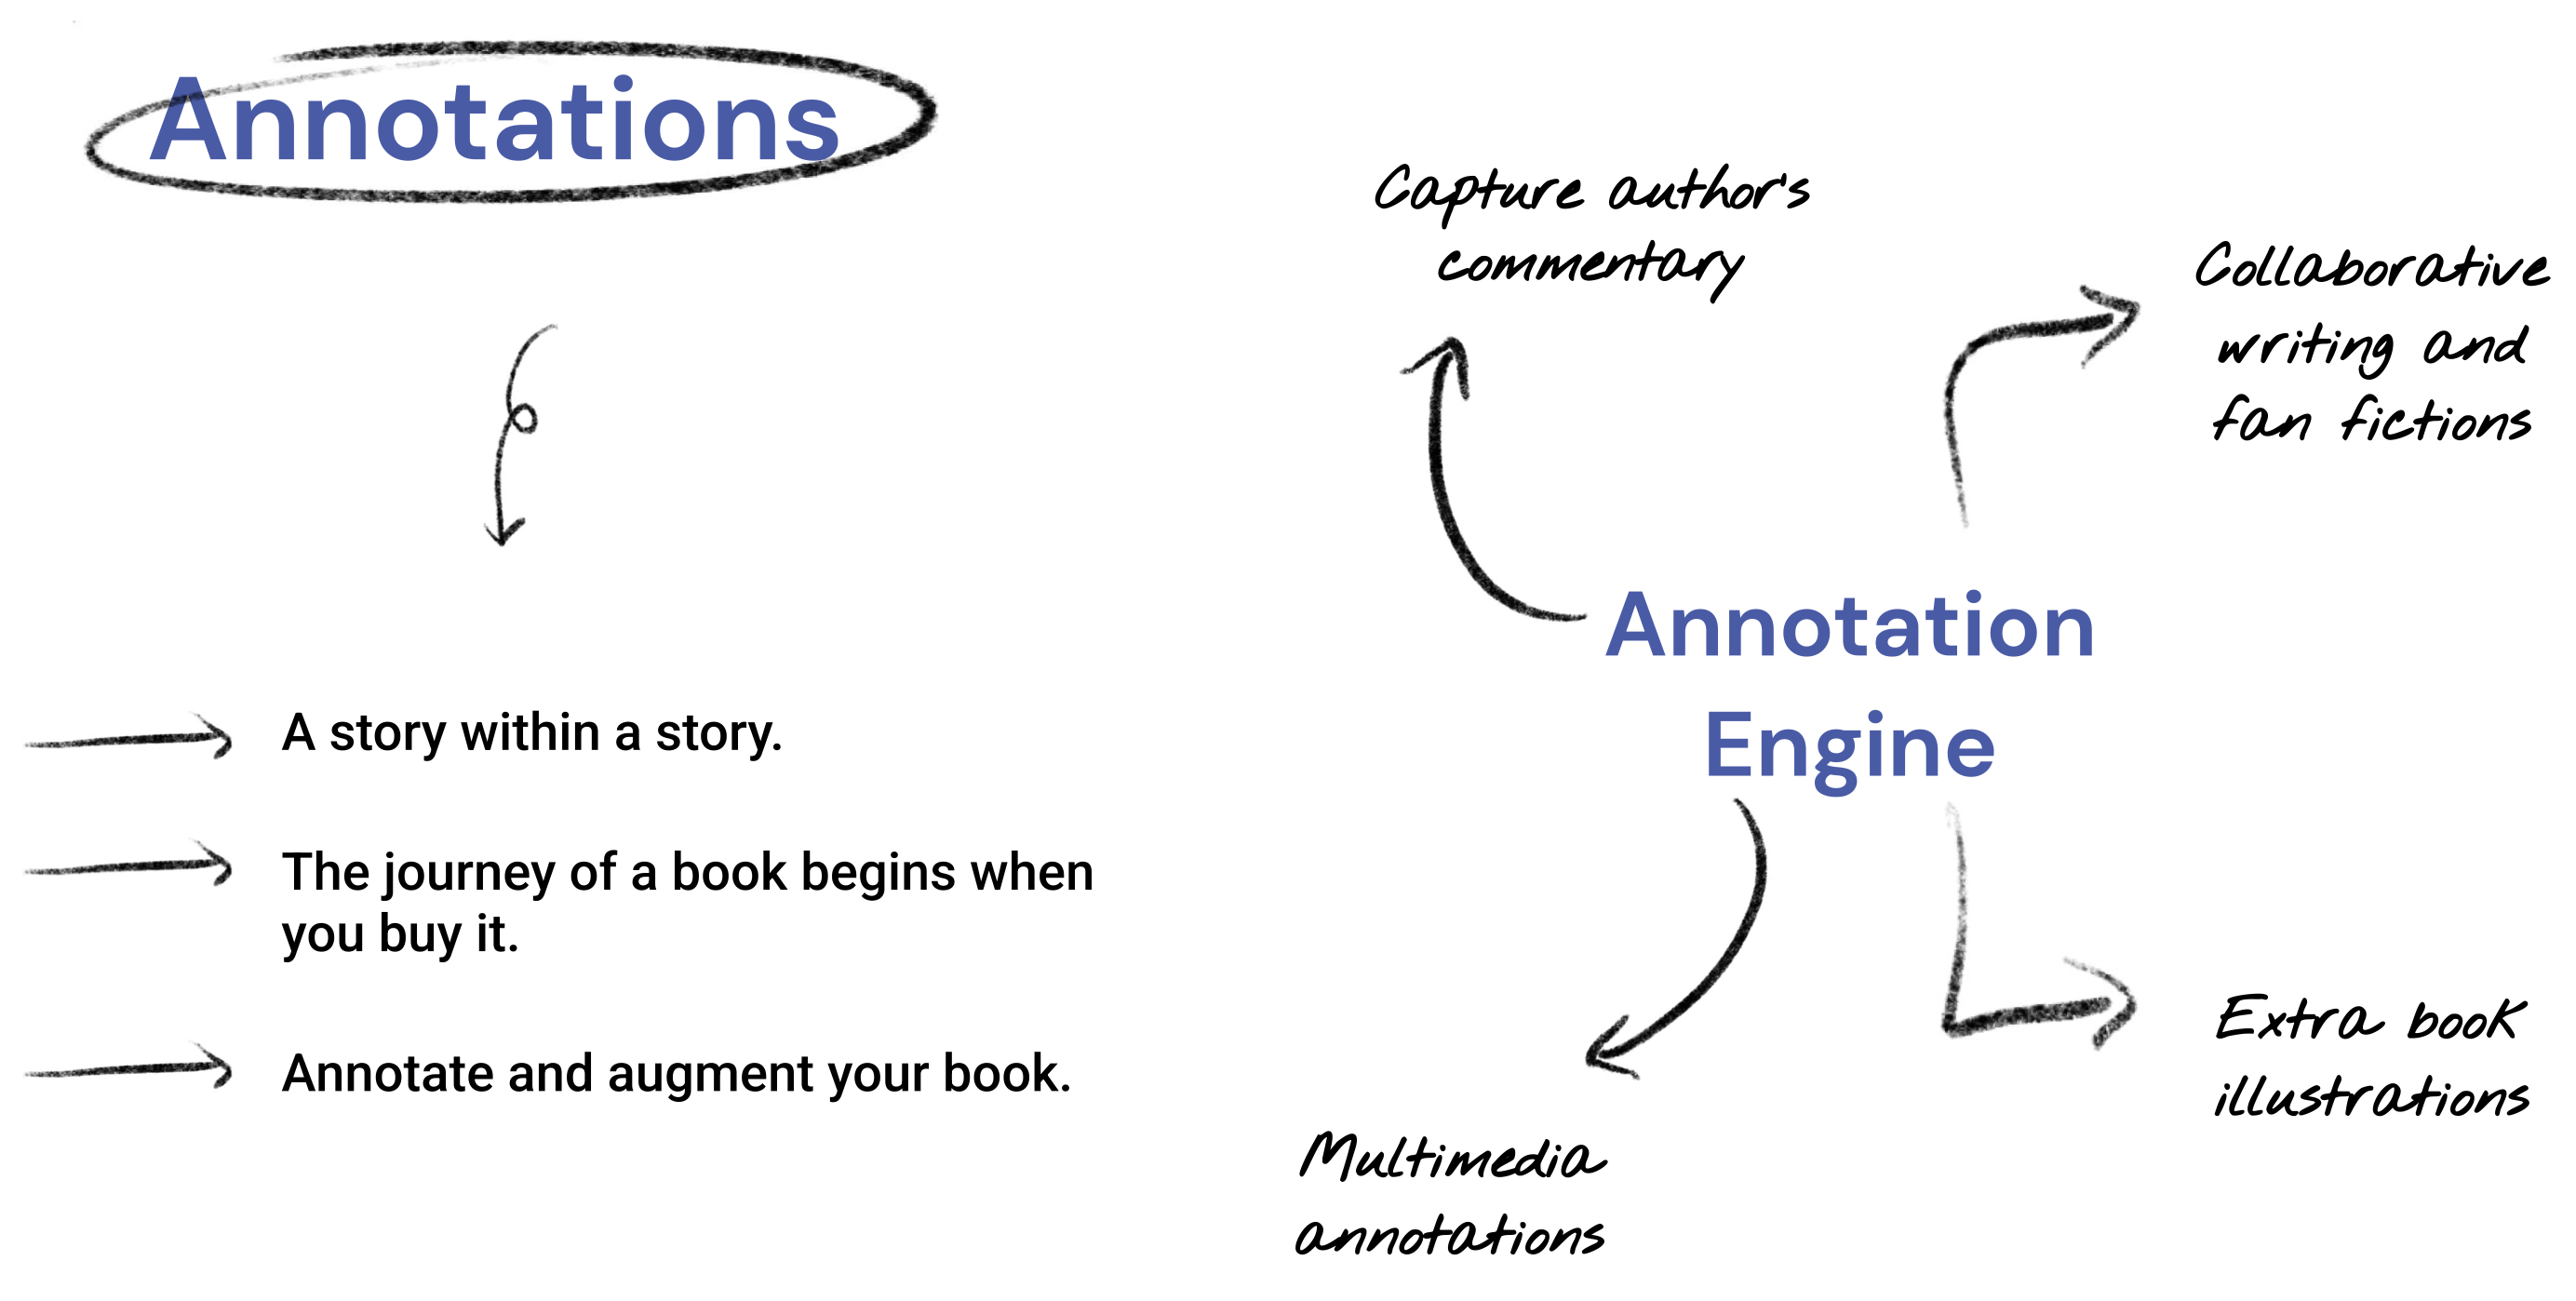 Annotations
A story within a story.
The journey of a book begins when
you buy it.
Annotate and augment your book.
Capture author's
commentary
Collaborative
writing and
fan fictions
Annotation
Engine
Multimedia
annotations
Extra book
illustrations